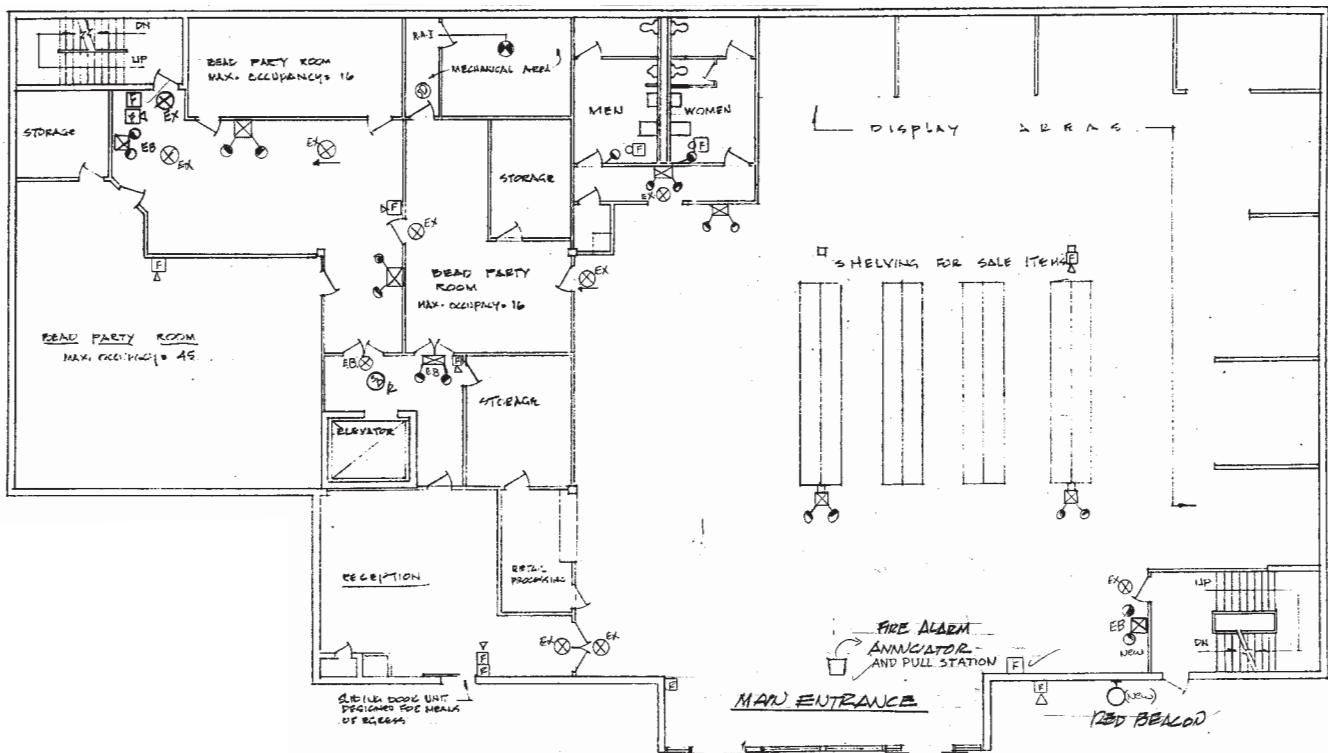 DN
UP
BEAD PARTY ROOM
MAX. OCCUPANCY = 16
R.A.I
MECHANICAL AREA
MEN
WOMEN
DISPLAY AREAS
STORAGE
F
F
EX
EB
EX
EX
STORAGE
F
F
EX
F
EX
F
EX
SHELVING FOR SALE ITEMS
F
BEAD PARTY
ROOM
MAX. OCCUPANCY = 16
BEAD PARTY ROOM
MAX. OCCUPANCY = 45
EB
EB
F
SD
R
STORAGE
ELEVATOR
RECEPTION
RETAIL
PROCESSING
EX
EX
F
F
SLIDING DOOR UNIT
DESIGNED FOR MEANS
OF EGRESS
F
FIRE ALARM
ANNUCIATOR
AND PULL STATION
MAIN ENTRANCE
EX
EB
NEW
UP
DN
F
F
(NEW)
RED BEACON